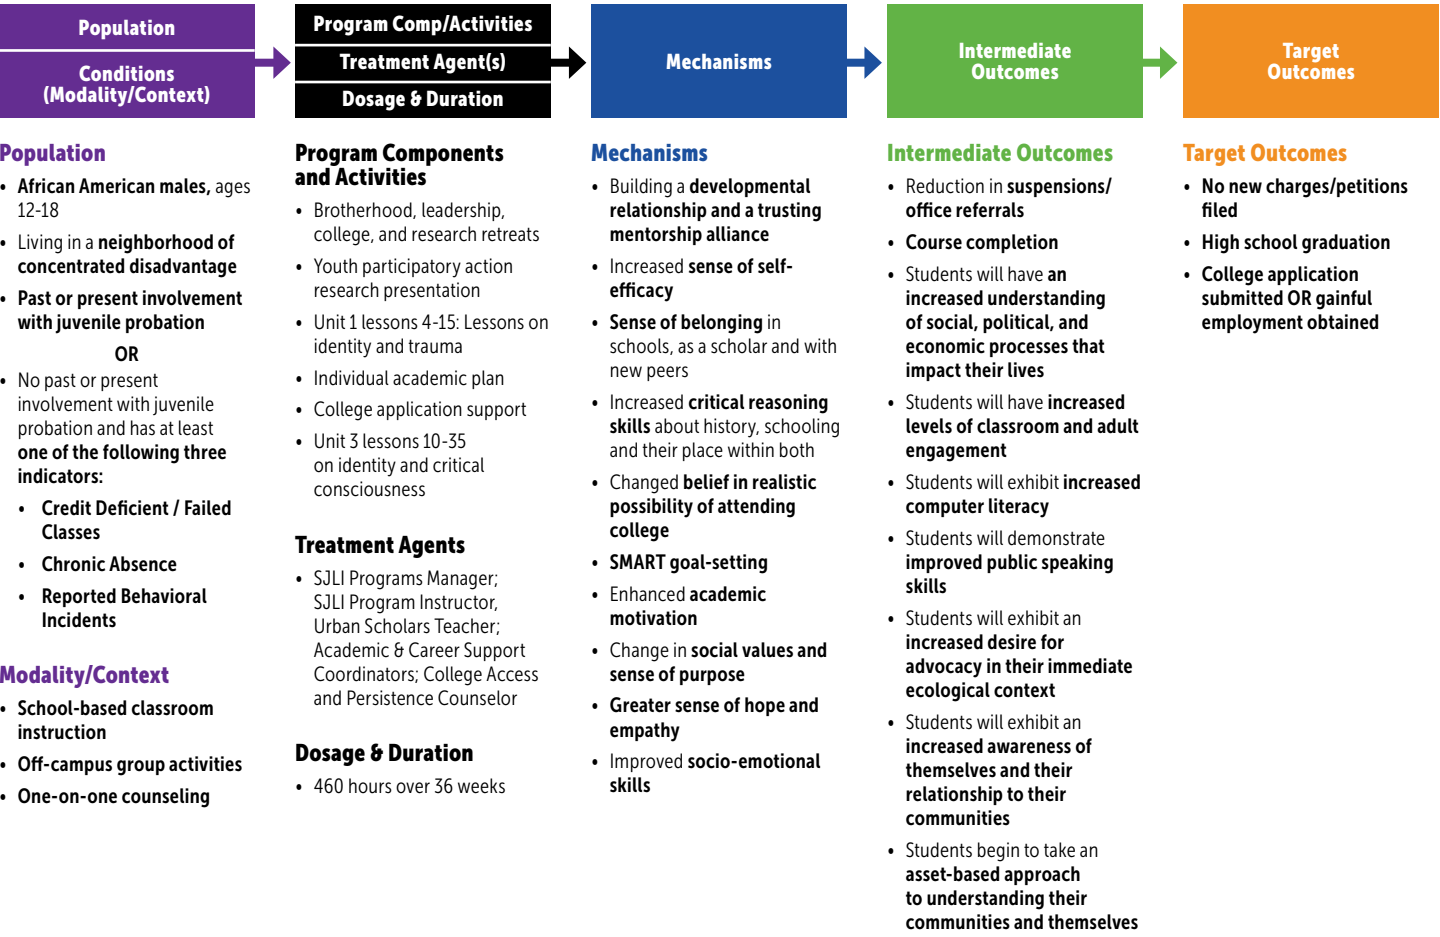 Population
Conditions
(Modality/Context)
Program Comp/Activities
Treatment Agent(s)
Dosage & Duration
Mechanisms
Intermediate
Outcomes
Target
Outcomes
Population
• African American males, ages
12-18
• Living in a neighborhood of
concentrated disadvantage
• Past or present involvement
with juvenile probation
OR
• No past or present
involvement with juvenile
probation and has at least
one of the following three
indicators:
• Credit Deficient / Failed
Classes
• Chronic Absence
• Reported Behavioral
Incidents
Modality/Context
• School-based classroom
instruction
• Off-campus group activities
• One-on-one counseling
Program Components
and Activities
• Brotherhood, leadership,
college, and research retreats
• Youth participatory action
research presentation
• Unit 1 lessons 4-15: Lessons on
identity and trauma
• Individual academic plan
• College application support
• Unit 3 lessons 10-35
on identity and critical
consciousness
Treatment Agents
• SJLI Programs Manager;
SJLI Program Instructor,
Urban Scholars Teacher;
Academic & Career Support
Coordinators; College Access
and Persistence Counselor
Dosage & Duration
• 460 hours over 36 weeks
Mechanisms
• Building a developmental
relationship and a trusting
mentorship alliance
• Increased sense of self-
efficacy
• Sense of belonging in
schools, as a scholar and with
new peers
• Increased critical reasoning
skills about history, schooling
and their place within both
• Changed belief in realistic
possibility of attending
college
• SMART goal-setting
• Enhanced academic
motivation
• Change in social values and
sense of purpose
• Greater sense of hope and
empathy
• Improved socio-emotional
skills
Intermediate Outcomes
• Reduction in suspensions/
office referrals
• Course completion
• Students will have an
increased understanding
of social, political, and
economic processes that
impact their lives
• Students will have increased
levels of classroom and adult
engagement
• Students will exhibit increased
computer literacy
• Students will demonstrate
improved public speaking
skills
• Students will exhibit an
increased desire for
advocacy in their immediate
ecological context
• Students will exhibit an
increased awareness of
themselves and their
relationship to their
communities
• Students begin to take an
asset-based approach
to understanding their
communities and themselves
Target Outcomes
• No new charges/petitions
filed
• High school graduation
• College application
submitted OR gainful
employment obtained